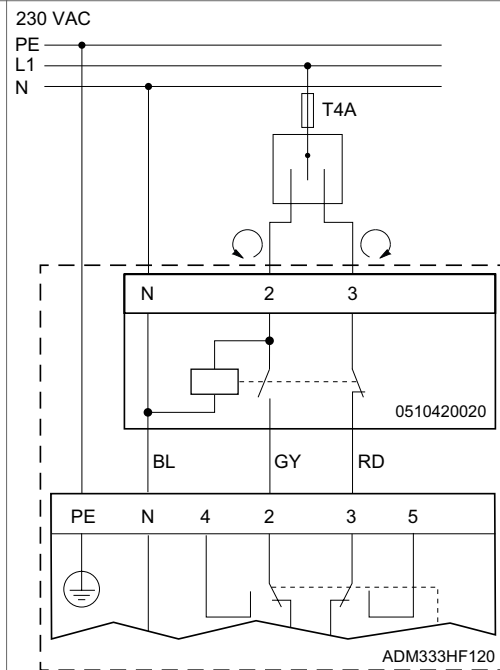 230 VAC
PE
L1
N
T4A
N 2 3
0510420020
BL GY RD
PE N 4 2 3 5
ADM333HF120